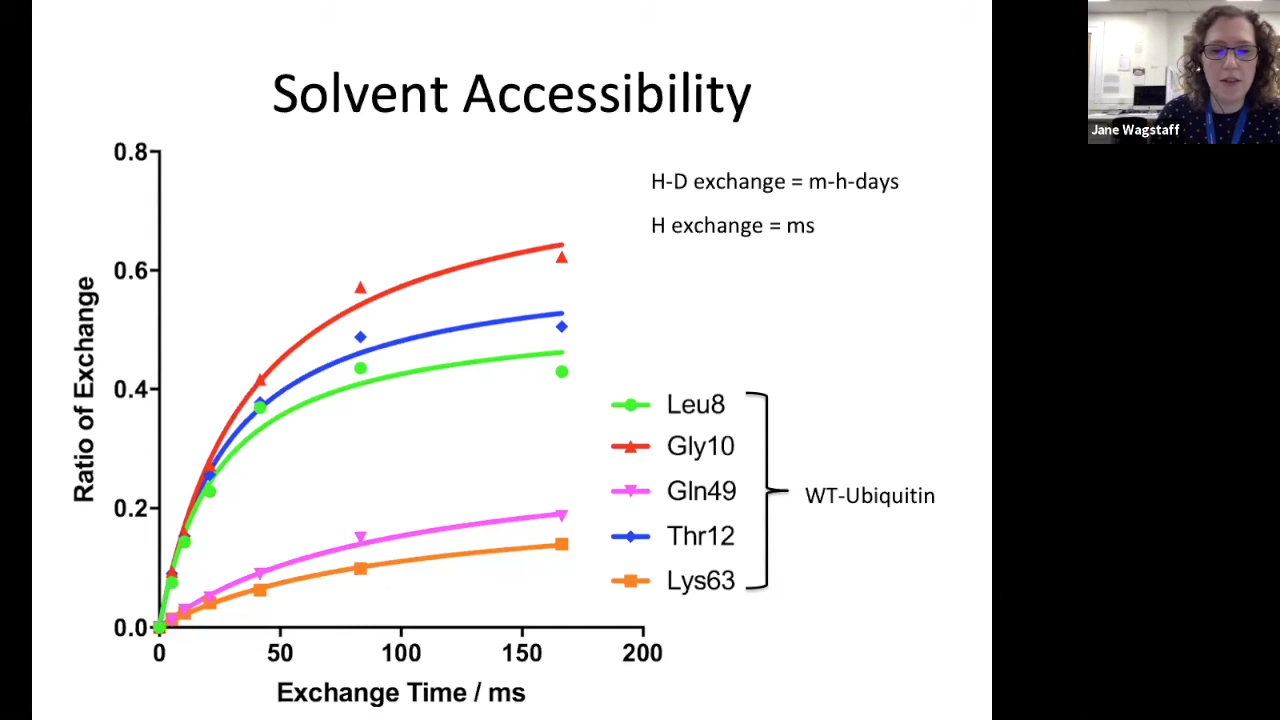 Solvent Accessibility
Jane Wagstaff
H-D exchange = m-h-days
H exchange = ms
Ratio of Exchange
0.8
0.6
0.4
0.2
0.0
0 50 100 150 200
Exchange Time / ms
Leu8
Gly10
Gln49
Thr12
Lys63
WT-Ubiquitin